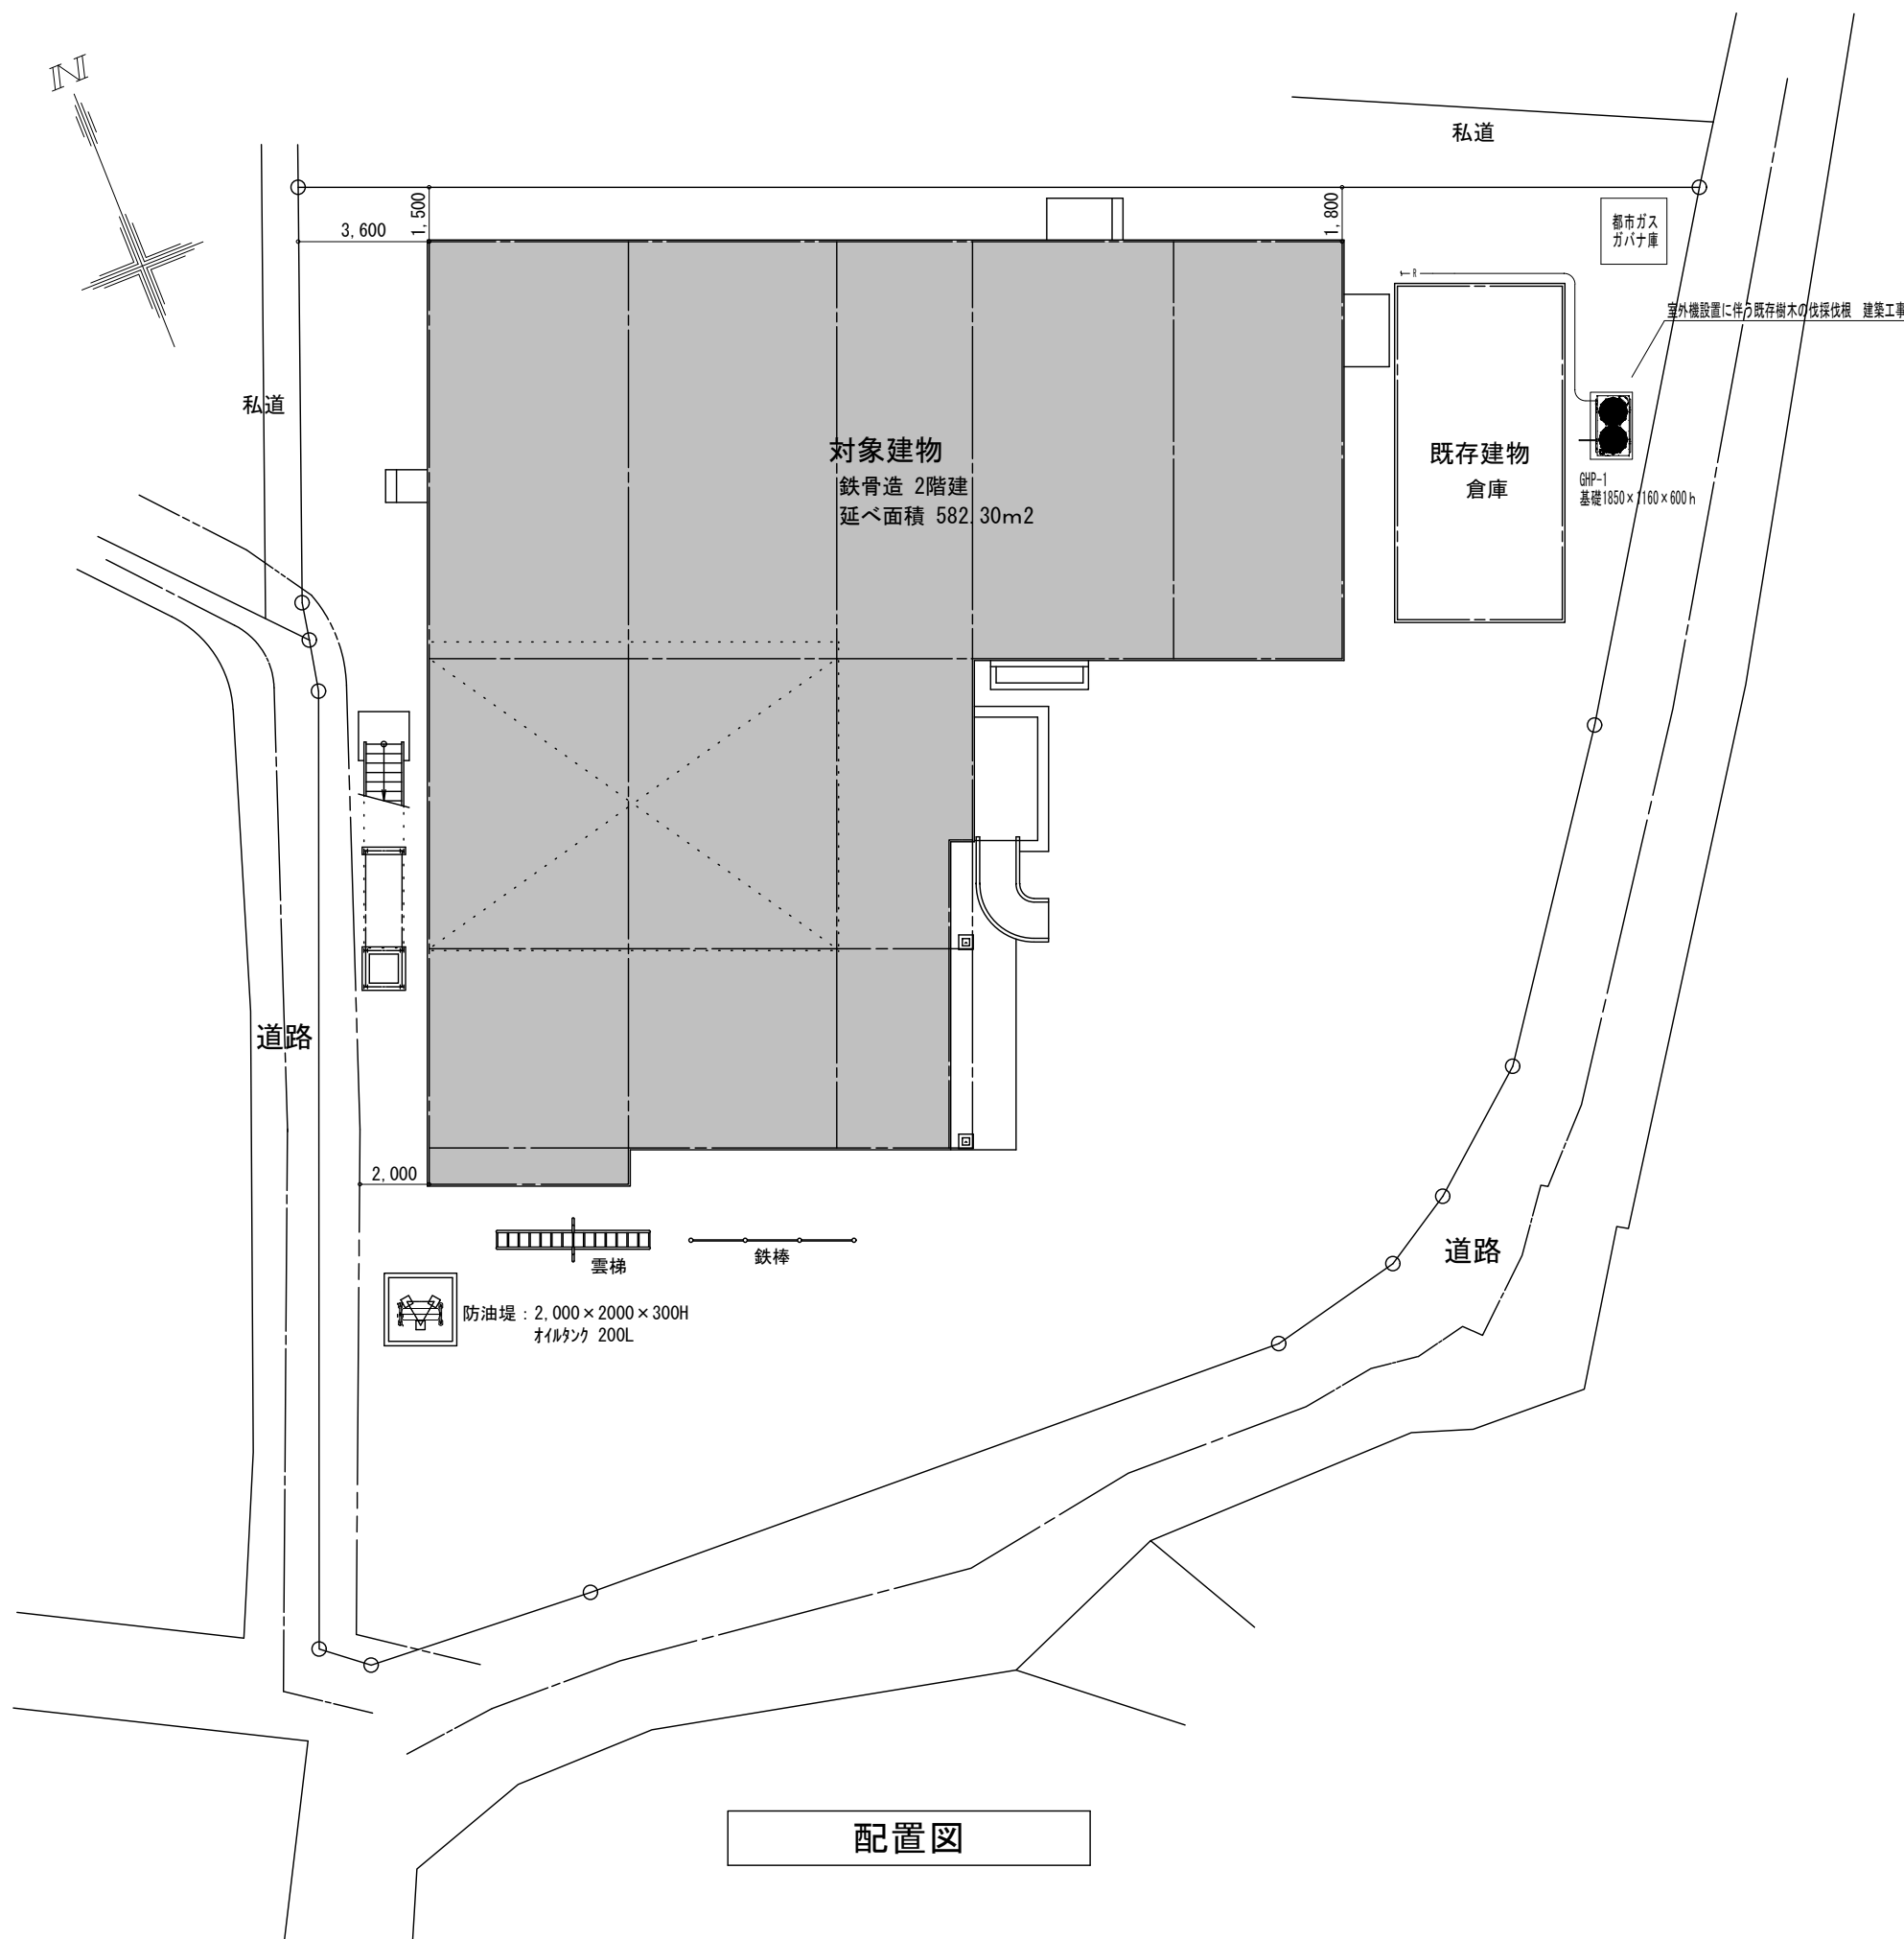 N
私道
1,500
1,800
3,600
都市ガス
ガバナ庫
R
室外機設置に伴う既存樹木の伐採伐根　建築工事
私道
対象建物
鉄骨造 2階建
延べ面積 582.30m2
既存建物
倉庫
GHP-1
基礎1850×1160×600h
道路
2,000
雲梯
鉄棒
道路
防油堤：2,000×2000×300H
ｵｲﾙﾀﾝｸ 200L
配置図